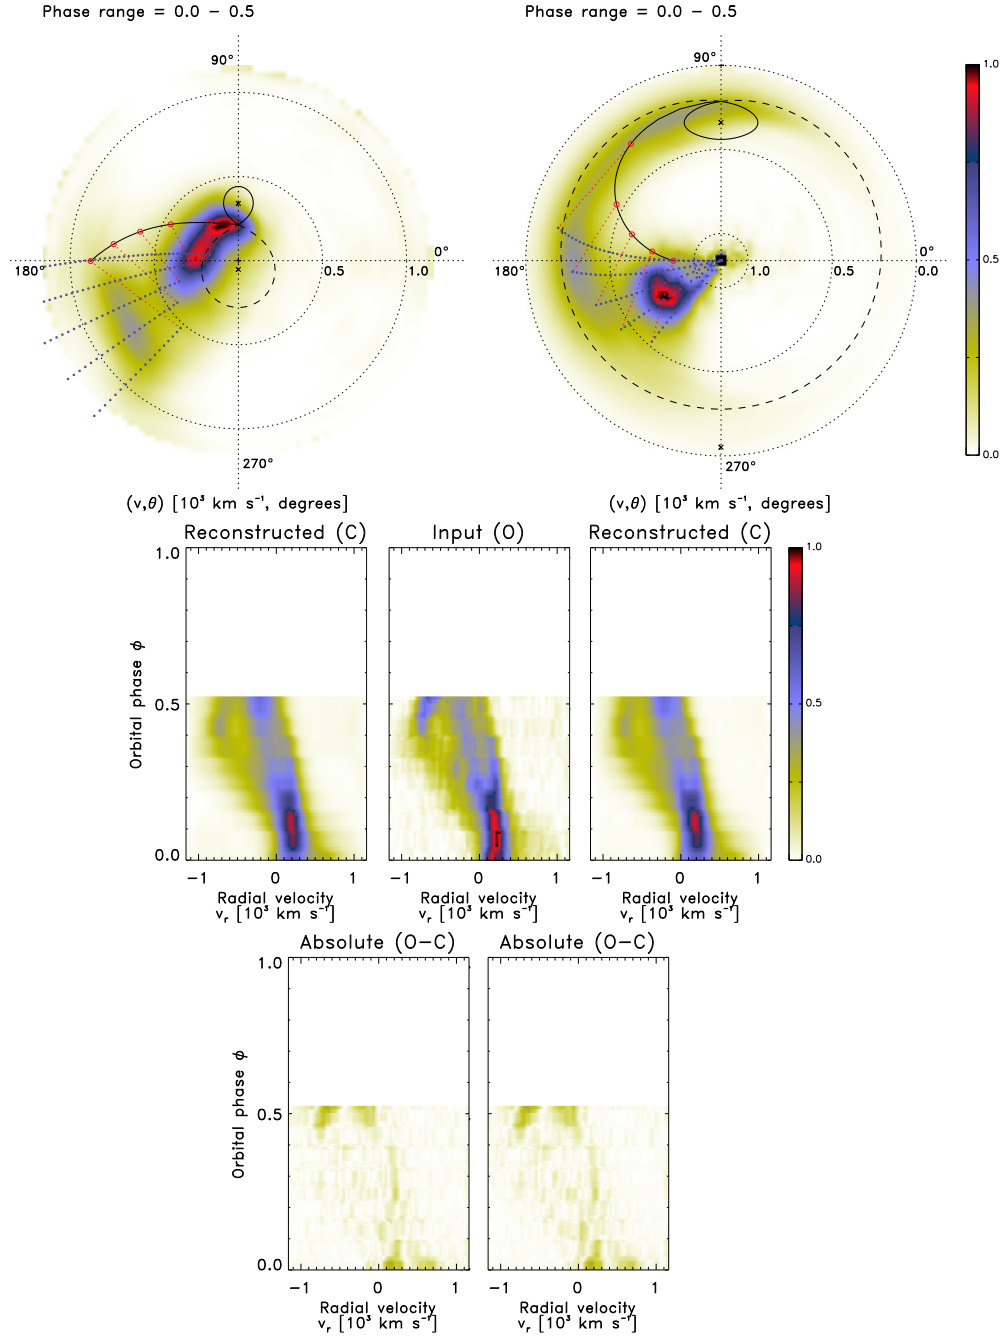 Phase range = 0.0 - 0.5
Phase range = 0.0 - 0.5
90°
90°
1.0
180°
0.5
1.0
0°
180°
1.0
0.5
0.0
0°
0.5
270°
270°
0.0
(v,θ) [10³ km s⁻¹, degrees]
(v,θ) [10³ km s⁻¹, degrees]
Reconstructed (C)
Input (O)
Reconstructed (C)
1.0
0.5
0.0
Orbital phase ϕ
1.0
0.5
0.0
−1 0 1
−1 0 1
−1 0 1
Radial velocity
vᵣ [10³ km s⁻¹]
Radial velocity
vᵣ [10³ km s⁻¹]
Radial velocity
vᵣ [10³ km s⁻¹]
Absolute (O−C)
Absolute (O−C)
1.0
0.5
0.0
Orbital phase ϕ
−1 0 1
−1 0 1
Radial velocity
vᵣ [10³ km s⁻¹]
Radial velocity
vᵣ [10³ km s⁻¹]